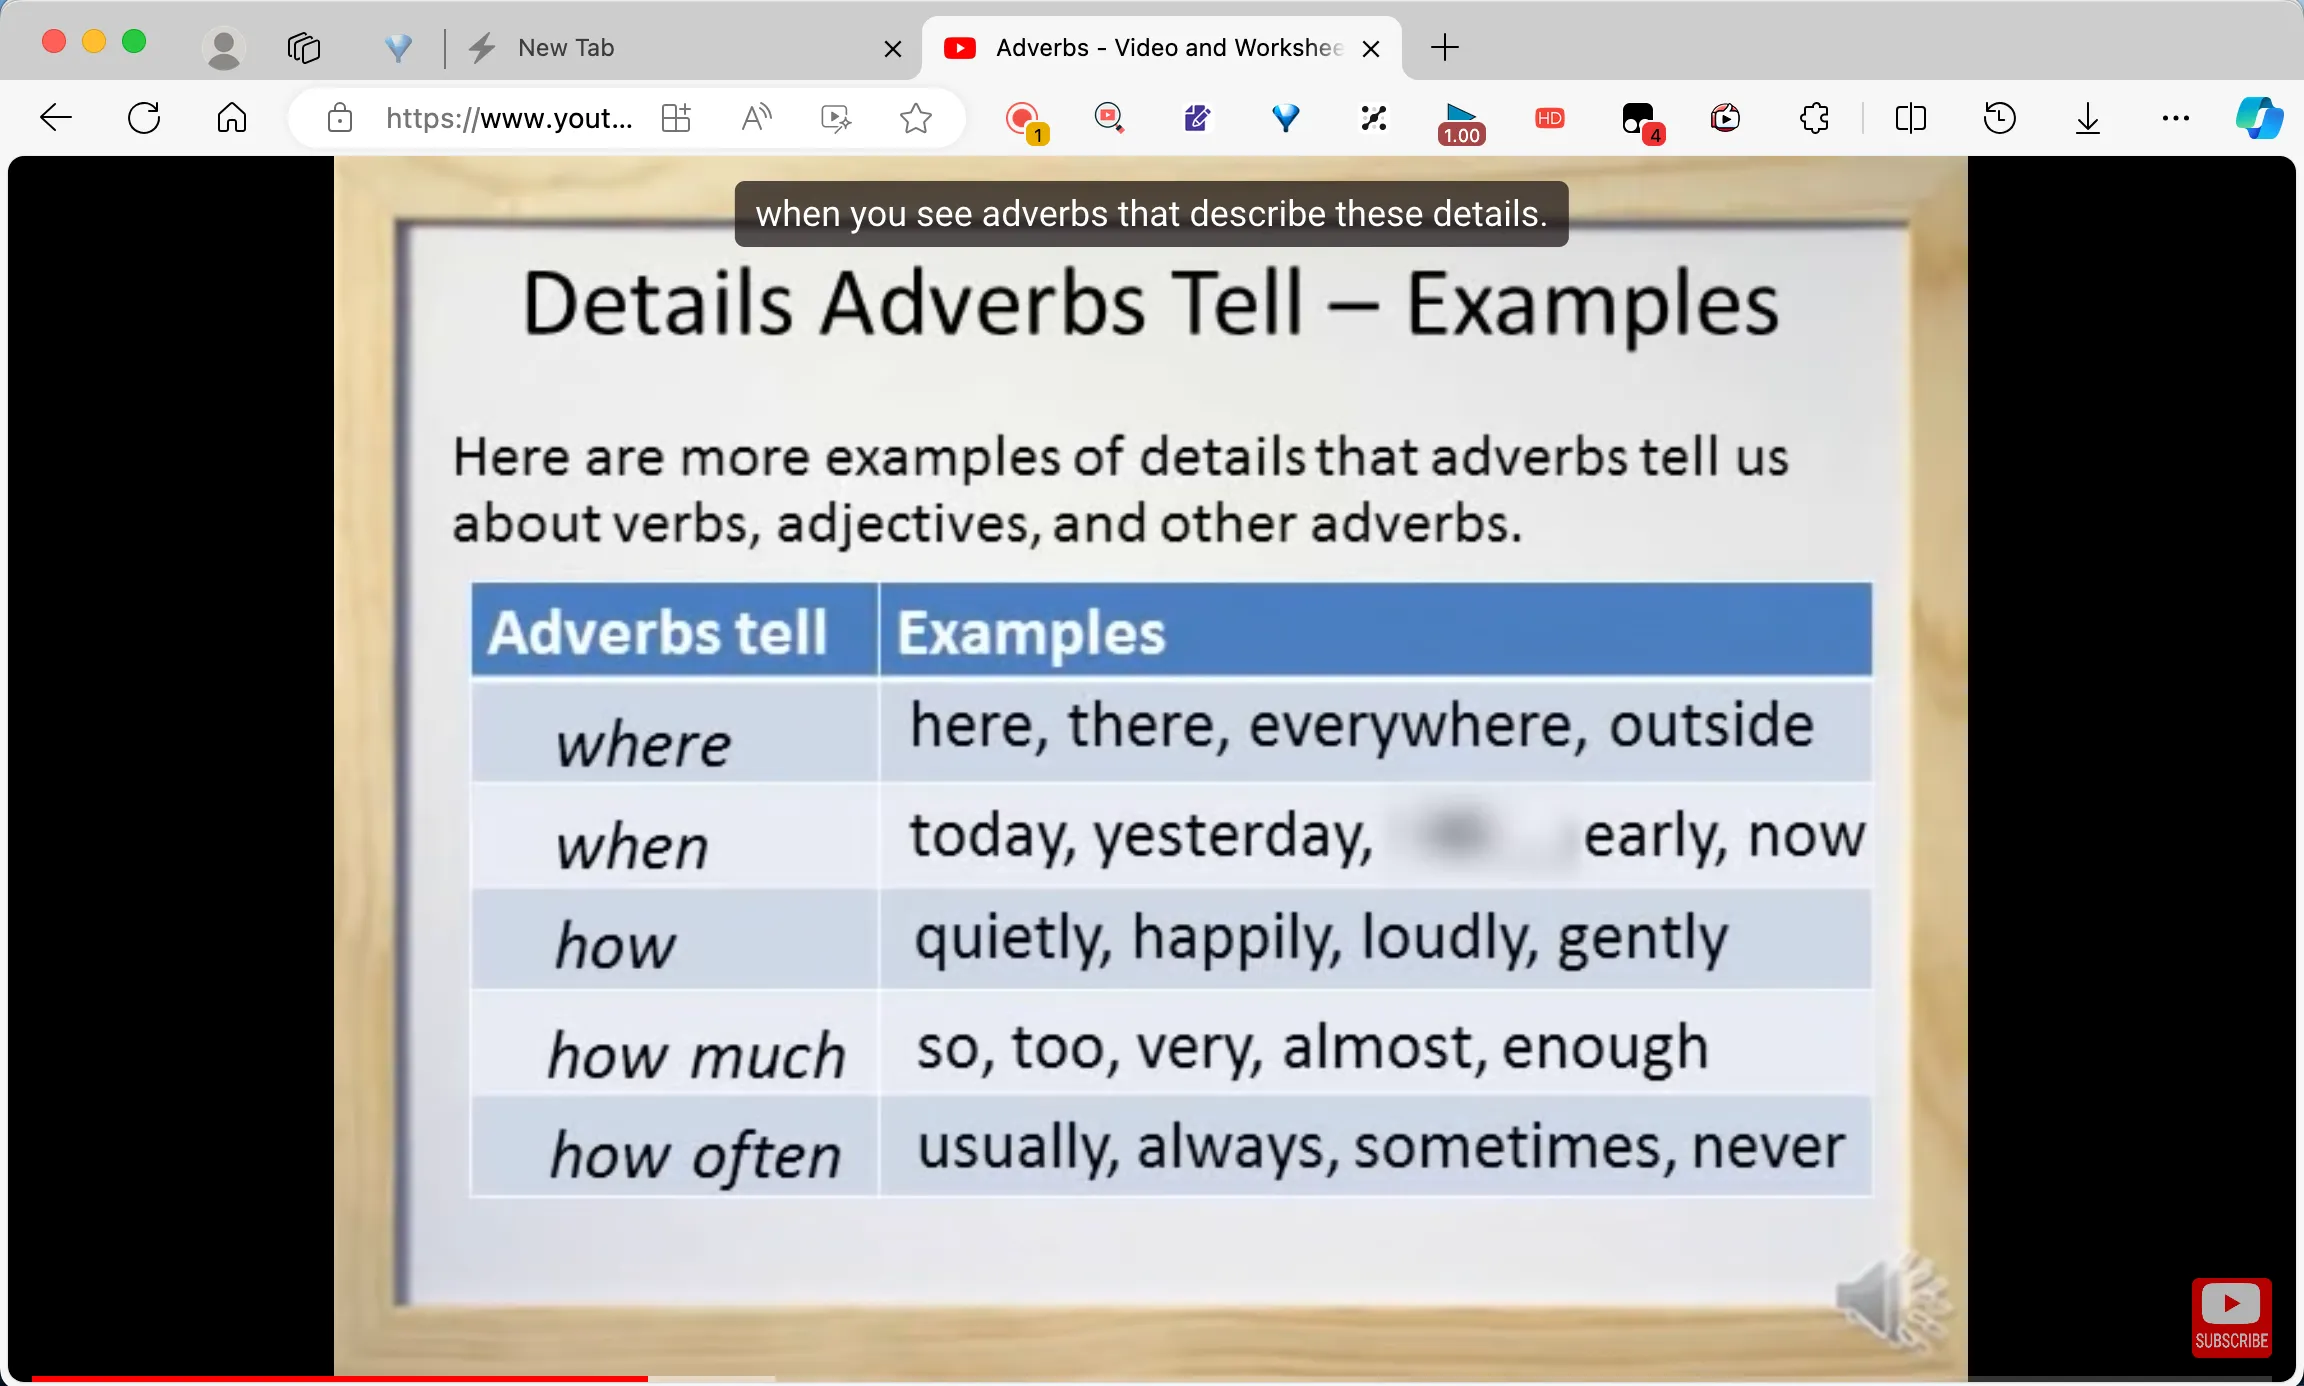 New Tab
Adverbs - Video and Workshee
https://www.yout...
1
1.00
HD
4
when you see adverbs that describe these details.
Details Adverbs Tell – Examples
Here are more examples of details that adverbs tell us
about verbs, adjectives, and other adverbs.
Adverbs tell Examples
where here, there, everywhere, outside
when today, yesterday, early, now
how quietly, happily, loudly, gently
how much so, too, very, almost, enough
how often usually, always, sometimes, never
SUBSCRIBE